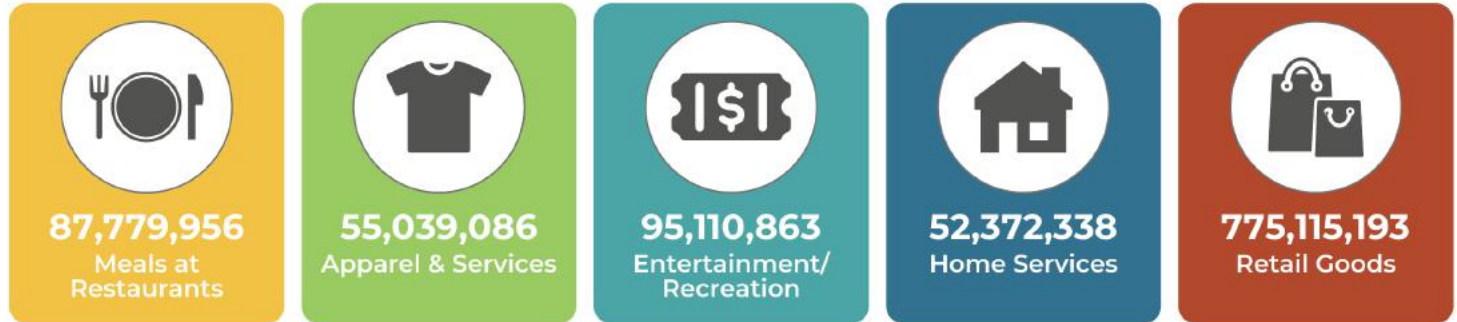 87,779,956
Meals at
Restaurants
55,039,086
Apparel & Services
$
95,110,863
Entertainment/
Recreation
52,372,338
Home Services
775,115,193
Retail Goods